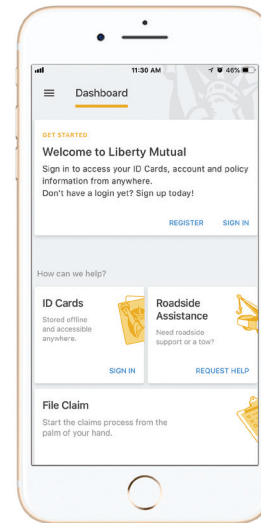 11:30 AM
46%
Dashboard
GET STARTED
Welcome to Liberty Mutual
Sign in to access your ID Cards, account and policy
information from anywhere.
Don't have a login yet? Sign up today!
REGISTER SIGN IN
How can we help?
ID Cards
Stored offline
and accessible
anywhere.
SIGN IN
Roadside
Assistance
Need roadside
support or a tow?
REQUEST HELP
File Claim
Start the claims process from the
palm of your hand.